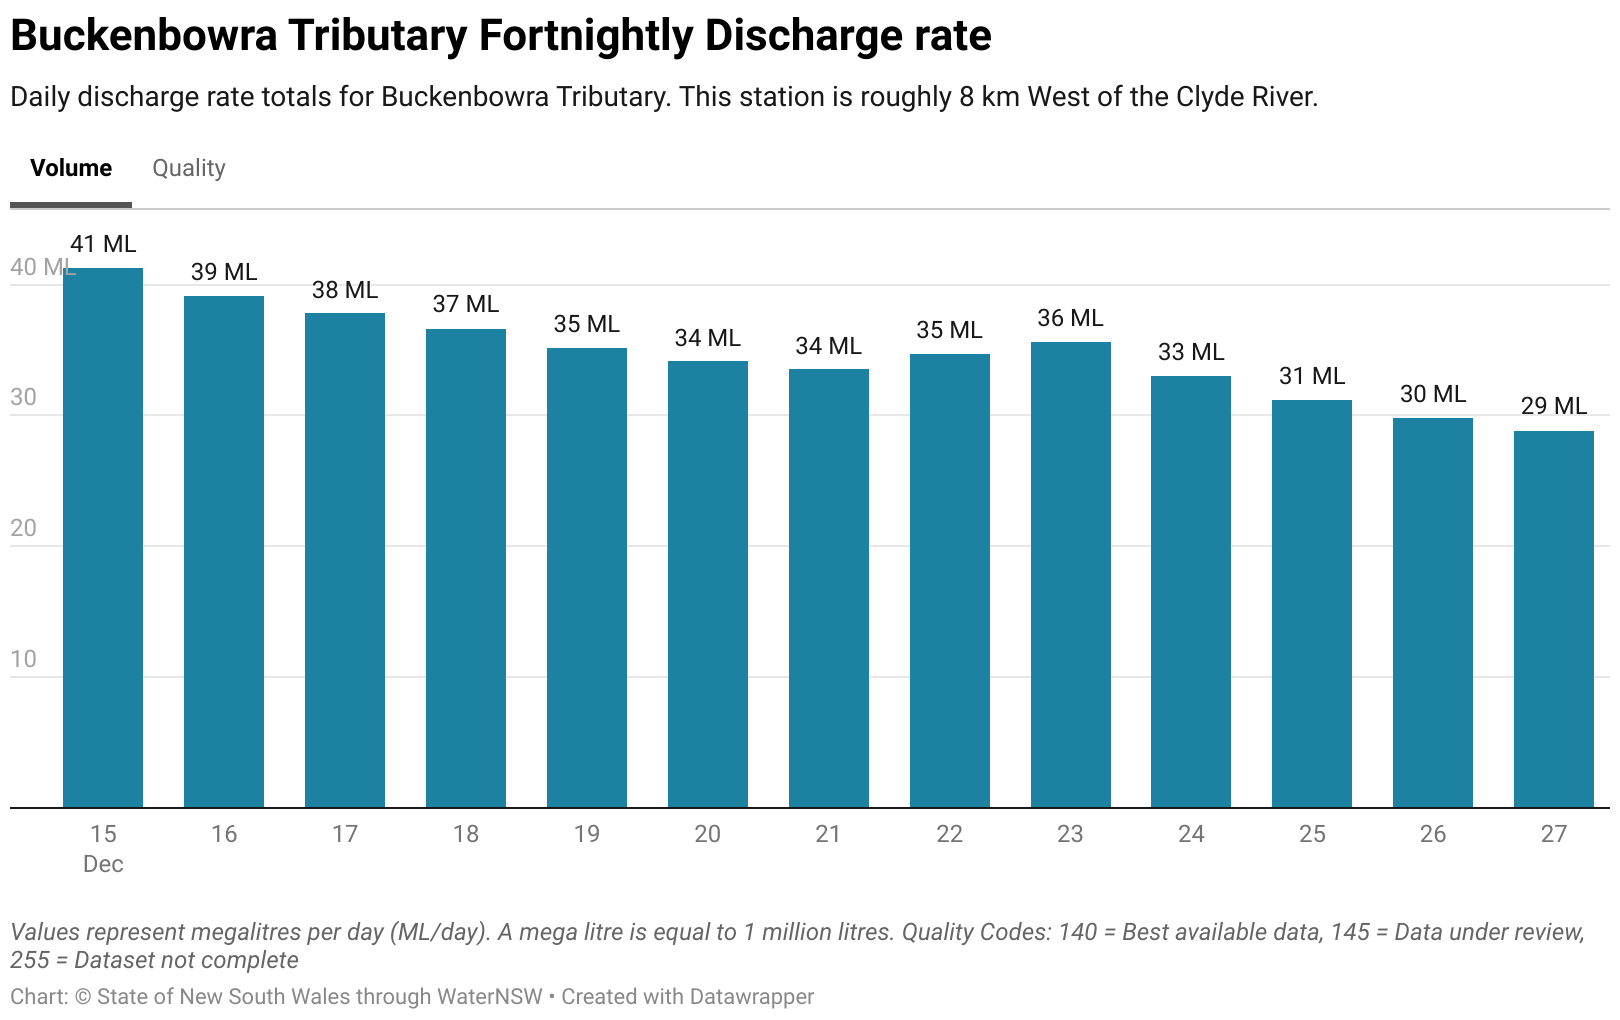 Buckenbowra Tributary Fortnightly Discharge rate
Daily discharge rate totals for Buckenbowra Tributary. This station is roughly 8 km West of the Clyde River.
Volume Quality
41 ML
40 ML
39 ML
38 ML
37 ML
35 ML
34 ML
34 ML
35 ML
36 ML
33 ML
31 ML
30 ML
29 ML
30
20
10
15 16 17 18 19 20 21 22 23 24 25 26 27
Dec
Values represent megalitres per day (ML/day). A mega litre is equal to 1 million litres. Quality Codes: 140 = Best available data, 145 = Data under review,
255 = Dataset not complete
Chart: © State of New South Wales through WaterNSW • Created with Datawrapper